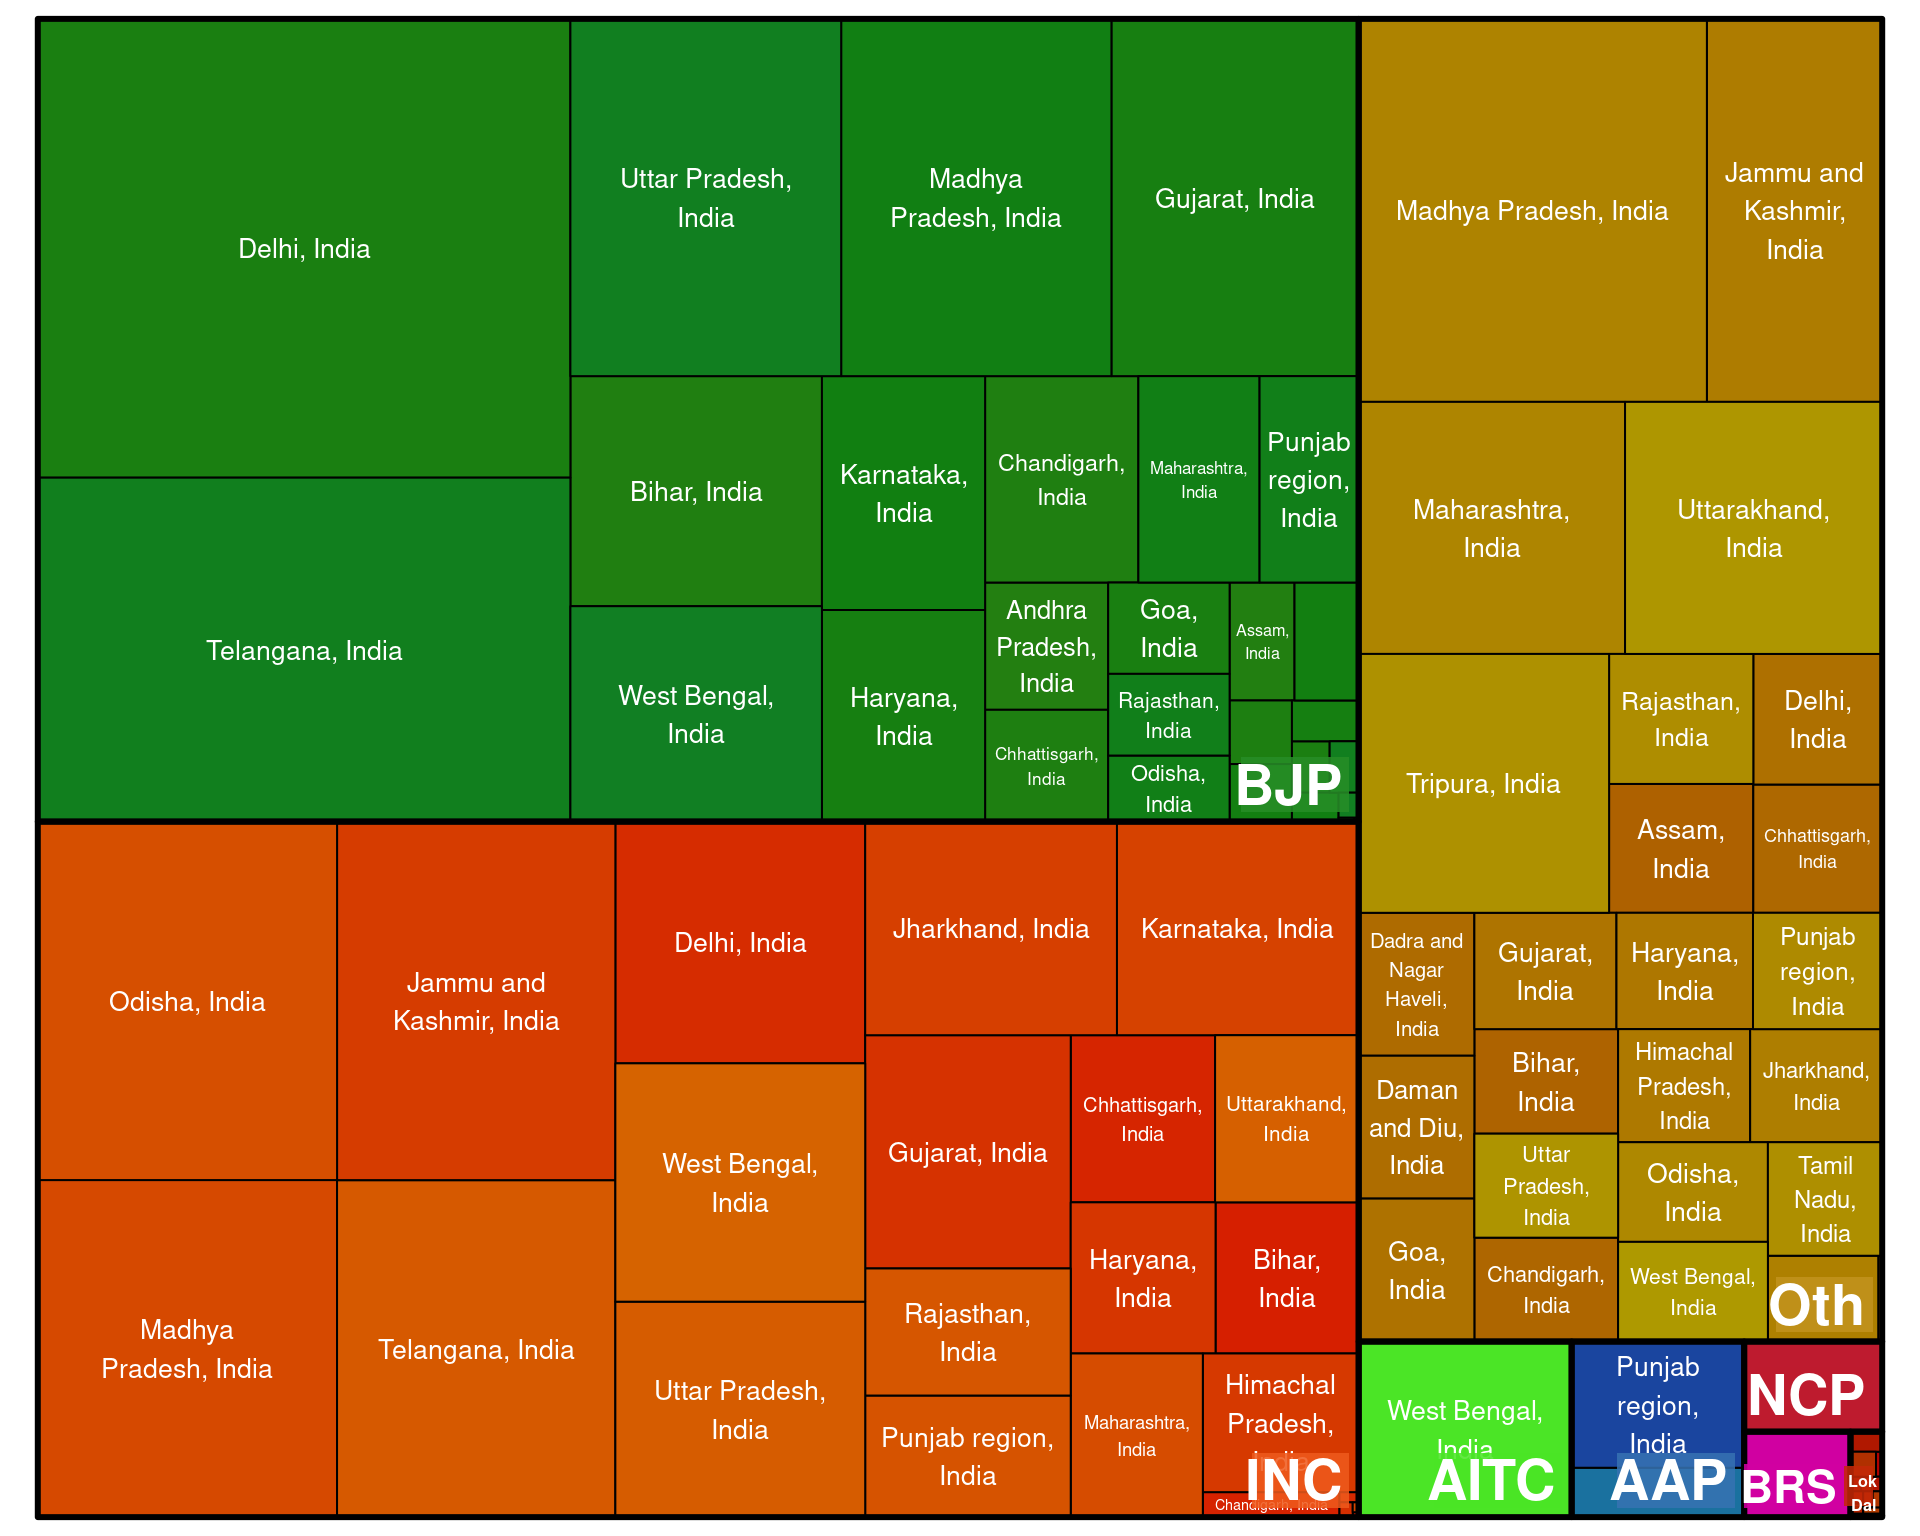 Delhi, India
Telangana, India
Uttar Pradesh,
India
Madhya
Pradesh, India
Gujarat, India
Bihar, India
West Bengal,
India
Karnataka,
India
Haryana,
India
Chandigarh,
India
Maharashtra,
India
Punjab
region,
India
Andhra
Pradesh,
India
Chhattisgarh,
India
Goa,
India
Rajasthan,
India
Odisha,
India
Assam,
India
BJP
Odisha, India
Madhya
Pradesh, India
Jammu and
Kashmir, India
Telangana, India
Delhi, India
West Bengal,
India
Uttar Pradesh,
India
Jharkhand, India
Karnataka, India
Gujarat, India
Rajasthan,
India
Punjab region,
India
Chhattisgarh,
India
Uttarakhand,
India
Haryana,
India
Bihar,
India
Maharashtra,
India
Himachal
Pradesh,
India
Chandigarh, India
INC
Madhya Pradesh, India
Jammu and
Kashmir,
India
Maharashtra,
India
Uttarakhand,
India
Tripura, India
Rajasthan,
India
Delhi,
India
Assam,
India
Chhattisgarh,
India
Dadra and
Nagar
Haveli,
India
Daman
and Diu,
India
Goa,
India
Gujarat,
India
Haryana,
India
Punjab
region,
India
Bihar,
India
Himachal
Pradesh,
India
Jharkhand,
India
Uttar
Pradesh,
India
Chandigarh,
India
Odisha,
India
West Bengal,
India
Tamil
Nadu,
India
Oth
West Bengal,
India
AITC
Punjab
region,
India
AAP
NCP
BRS
Lok
Dal